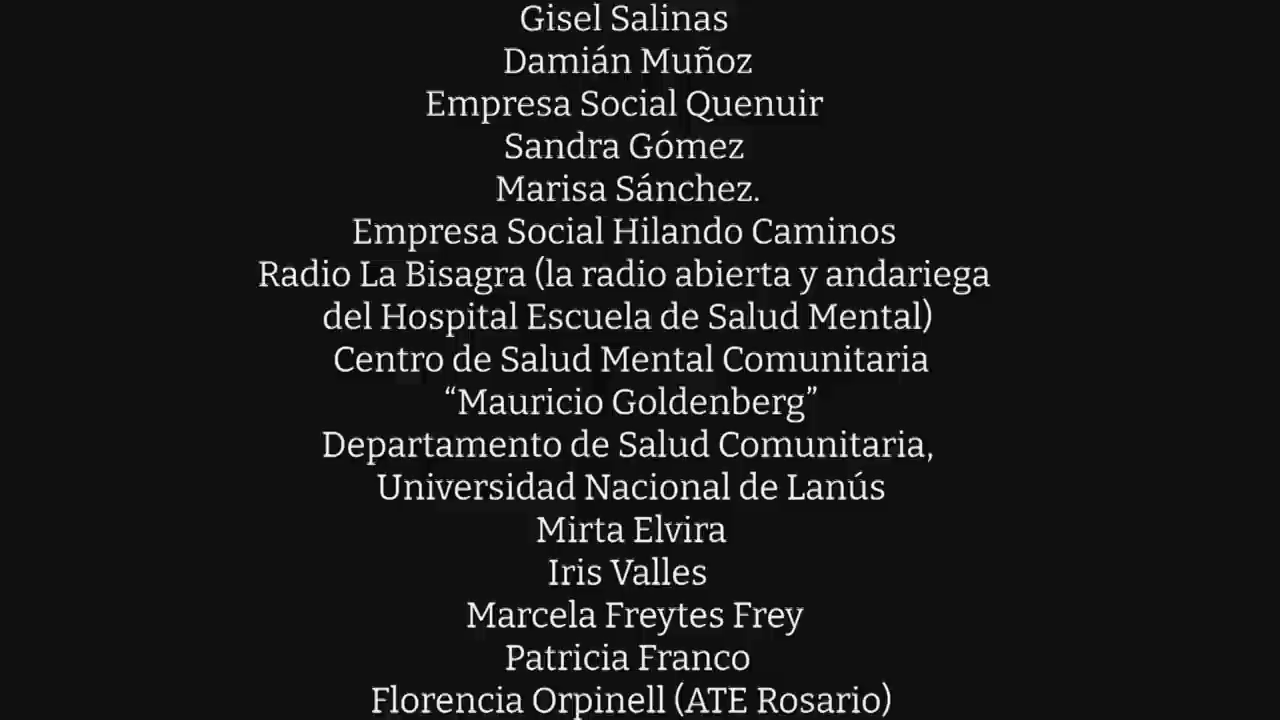 Gisel Salinas
Damián Muñoz
Empresa Social Quenuir
Sandra Gómez
Marisa Sánchez.
Empresa Social Hilando Caminos
Radio La Bisagra (la radio abierta y andariega
del Hospital Escuela de Salud Mental)
Centro de Salud Mental Comunitaria
“Mauricio Goldenberg”
Departamento de Salud Comunitaria,
Universidad Nacional de Lanús
Mirta Elvira
Iris Valles
Marcela Freytes Frey
Patricia Franco
Florencia Orpinell (ATE Rosario)